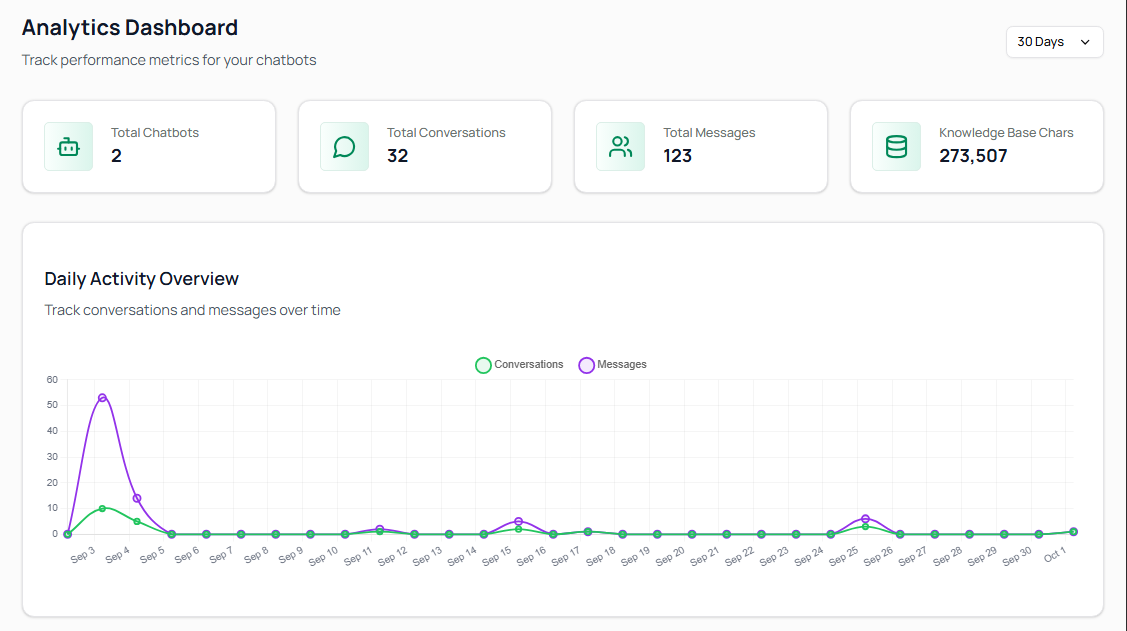 Analytics Dashboard
Track performance metrics for your chatbots
30 Days
Total Chatbots
2
Total Conversations
32
Total Messages
123
Knowledge Base Chars
273,507
Daily Activity Overview
Track conversations and messages over time
Conversations Messages
60
50
40
30
20
10
0
Sep 3 Sep 4 Sep 5 Sep 6 Sep 7 Sep 8 Sep 9 Sep 10 Sep 11 Sep 12 Sep 13 Sep 14 Sep 15 Sep 16 Sep 17 Sep 18 Sep 19 Sep 20 Sep 21 Sep 22 Sep 23 Sep 24 Sep 25 Sep 26 Sep 27 Sep 28 Sep 29 Sep 30 Oct 1